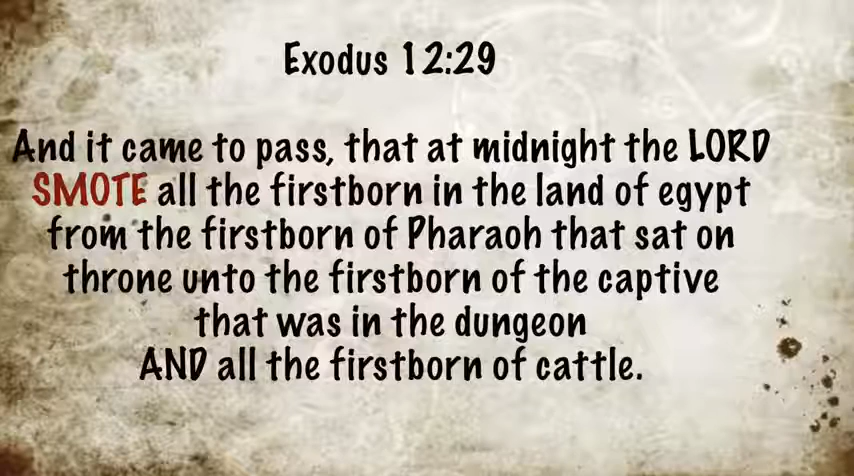 Exodus 12:29
And it came to pass, that at midnight the LORD
SMOTE all the firstborn in the land of egypt
from the firstborn of Pharaoh that sat on
throne unto the firstborn of the captive
that was in the dungeon
AND all the firstborn of cattle.